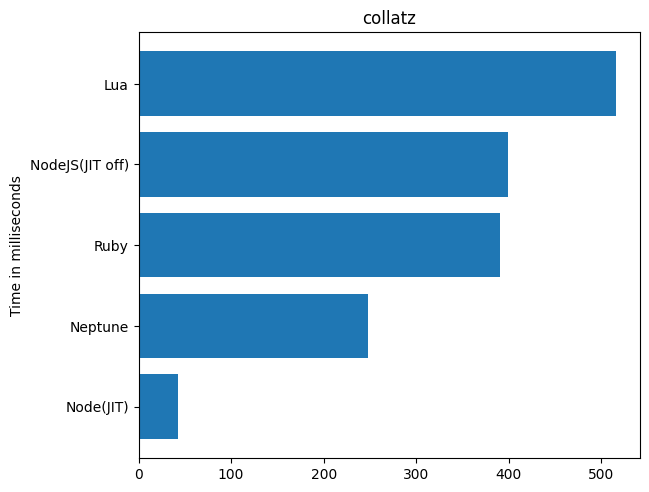 collatz
Time in milliseconds
Lua
NodeJS(JIT off)
Ruby
Neptune
Node(JIT)
0 100 200 300 400 500